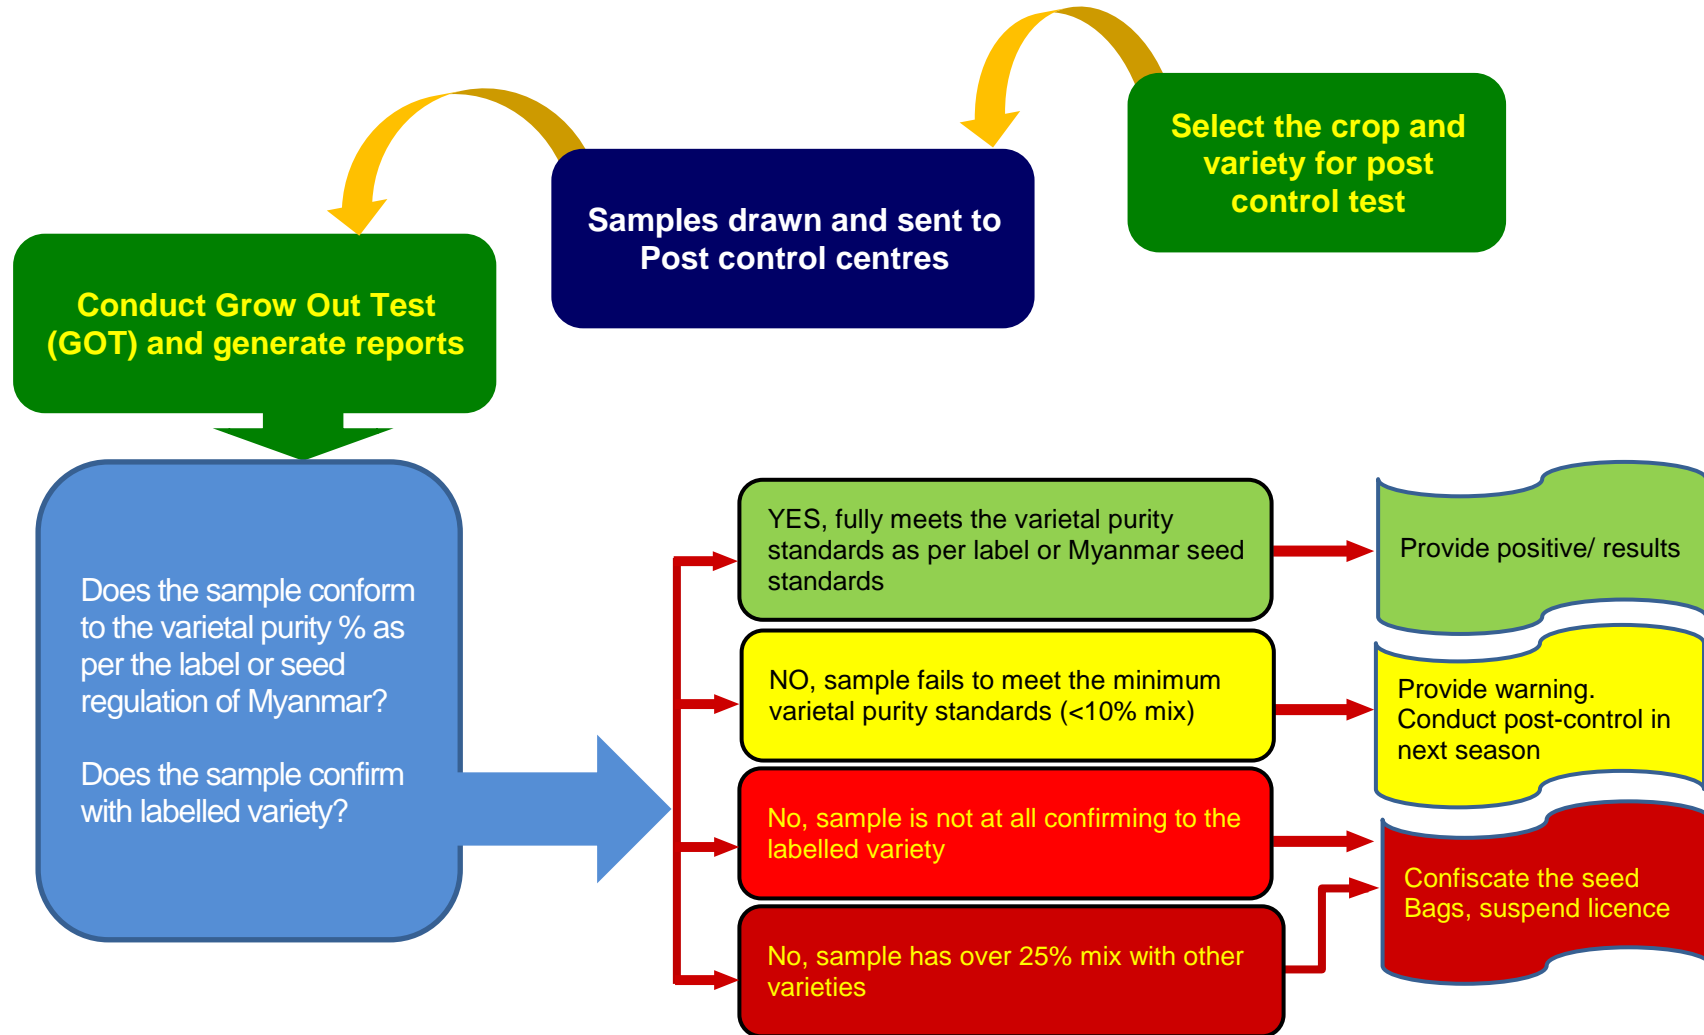 Select the crop and
variety for post
control test
Samples drawn and sent to
Post control centres
Conduct Grow Out Test
(GOT) and generate reports
Does the sample conform
to the varietal purity % as
per the label or seed
regulation of Myanmar?
Does the sample confirm
with labelled variety?
YES, fully meets the varietal purity
standards as per label or Myanmar seed
standards
Provide positive/ results
NO, sample fails to meet the minimum
varietal purity standards (<10% mix)
Provide warning.
Conduct post-control in
next season
No, sample is not at all confirming to the
labelled variety
No, sample has over 25% mix with other
varieties
Confiscate the seed
Bags, suspend licence